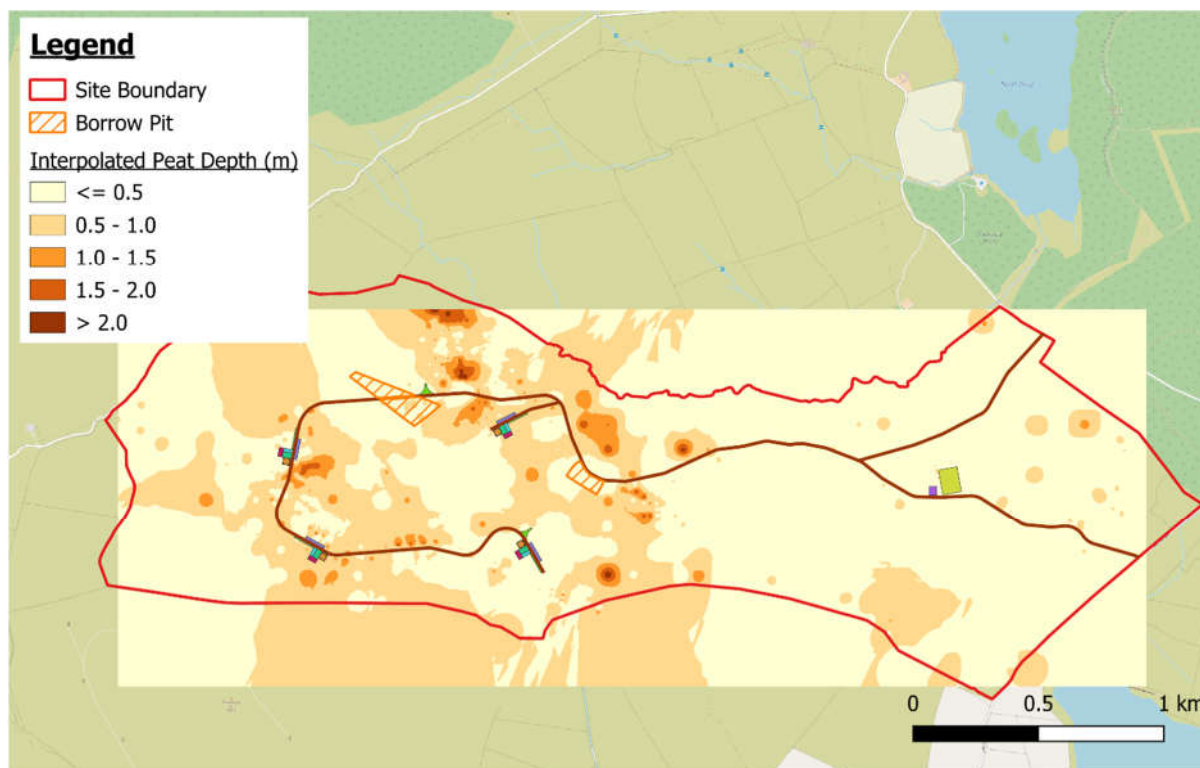 Legend
Site Boundary
Borrow Pit
Interpolated Peat Depth (m)
<= 0.5
0.5 - 1.0
1.0 - 1.5
1.5 - 2.0
> 2.0
0 0.5 1 km